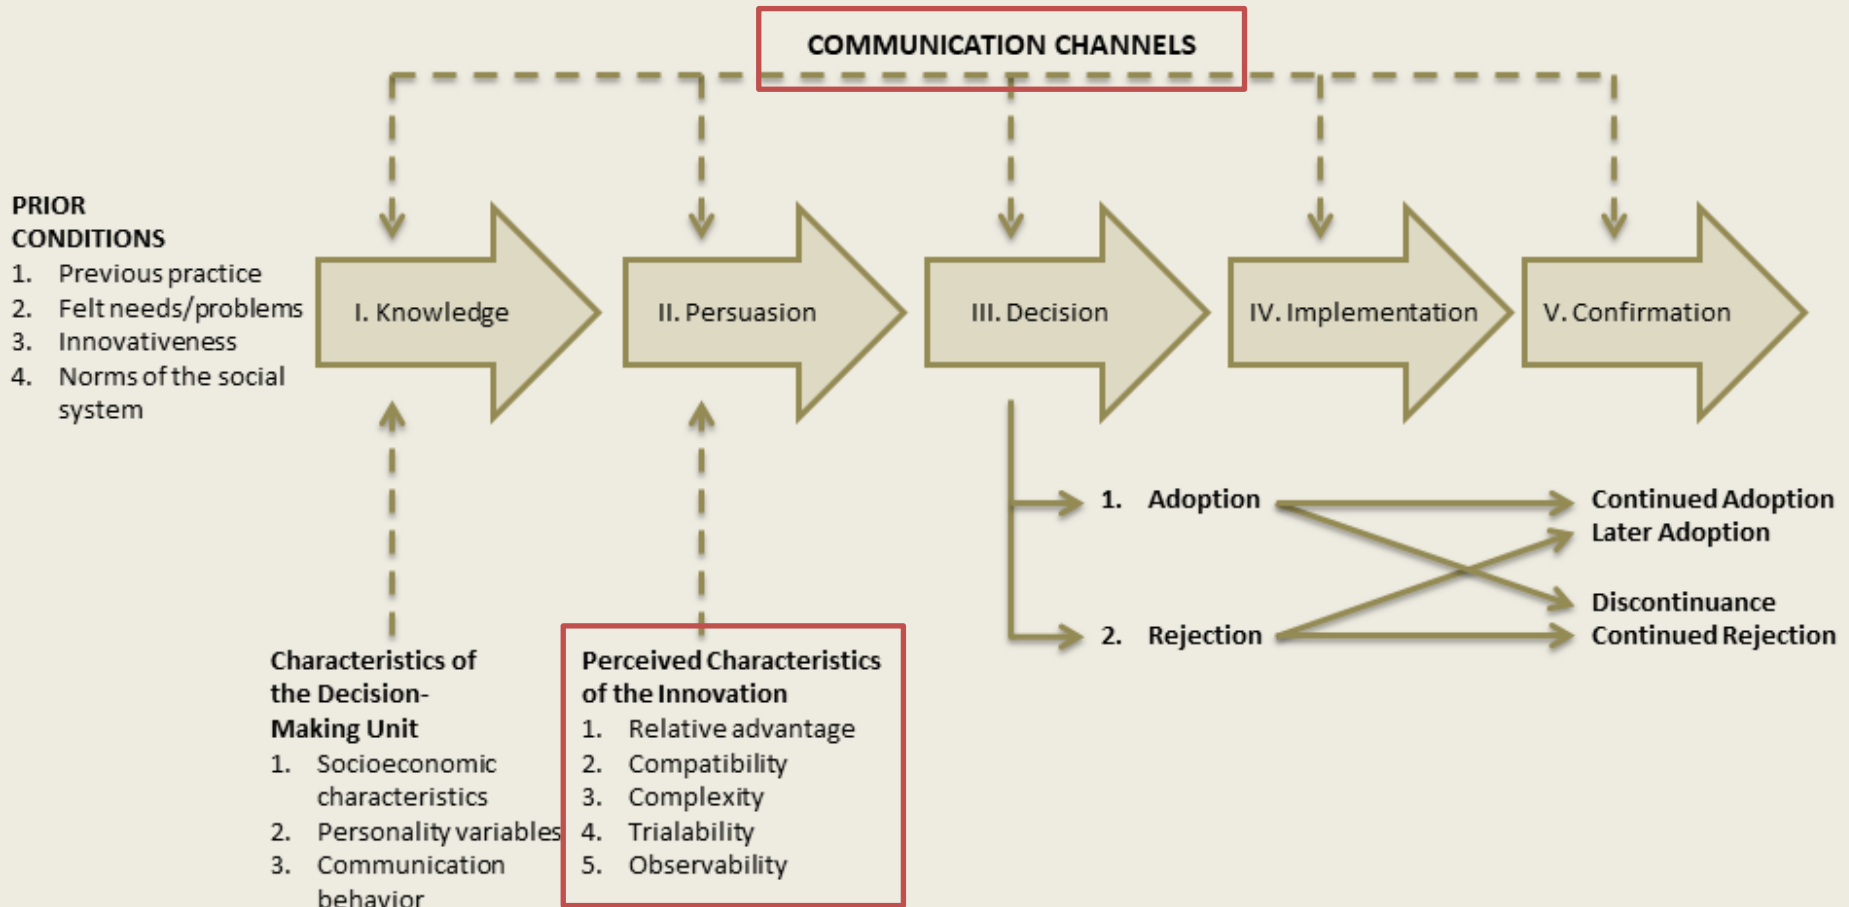 COMMUNICATION CHANNELS
PRIOR
CONDITIONS
1. Previous practice
2. Felt needs/problems
3. Innovativeness
4. Norms of the social
system
I. Knowledge
II. Persuasion
III. Decision
IV. Implementation
V. Confirmation
1. Adoption
2. Rejection
Continued Adoption
Later Adoption
Discontinuance
Continued Rejection
Characteristics of
the Decision-
Making Unit
1. Socioeconomic
characteristics
2. Personality variables
3. Communication
behavior
Perceived Characteristics
of the Innovation
1. Relative advantage
2. Compatibility
3. Complexity
4. Trialability
5. Observability